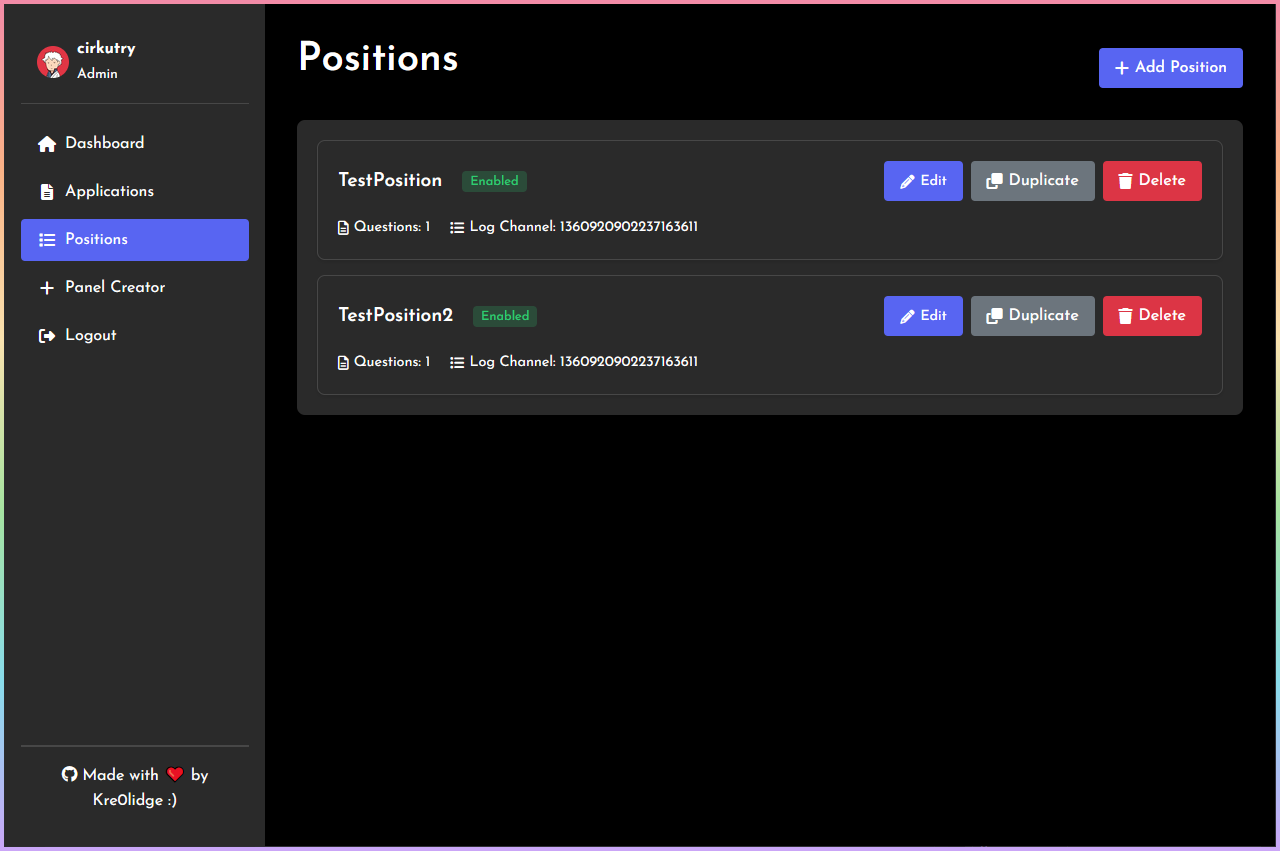 cirkutry
Admin
Dashboard
Applications
Positions
Panel Creator
Logout
Made with ❤️ by
Kre0lidge :)
Positions
Add Position
TestPosition Enabled Edit Duplicate Delete
Questions: 1 Log Channel: 1360920902237163611
TestPosition2 Enabled Edit Duplicate Delete
Questions: 1 Log Channel: 1360920902237163611